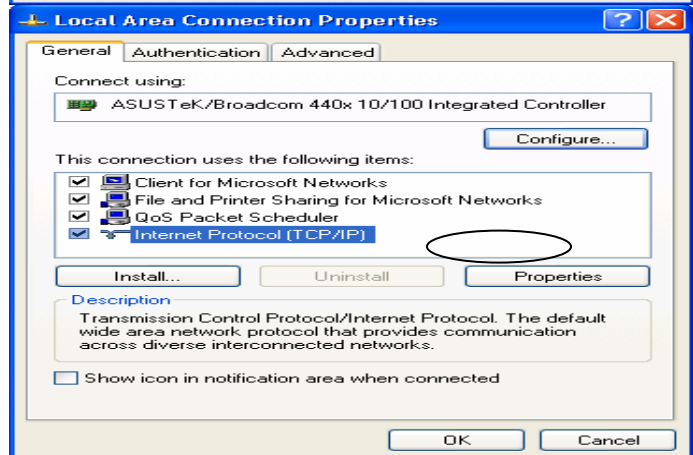 Local Area Connection Properties
General Authentication Advanced
Connect using:
ASUSTeK/Broadcom 440x 10/100 Integrated Controller
Configure...
This connection uses the following items:
Client for Microsoft Networks
File and Printer Sharing for Microsoft Networks
QoS Packet Scheduler
Internet Protocol (TCP/IP)
Install... Uninstall Properties
Description
Transmission Control Protocol/Internet Protocol. The default
wide area network protocol that provides communication
across diverse interconnected networks.
Show icon in notification area when connected
OK Cancel